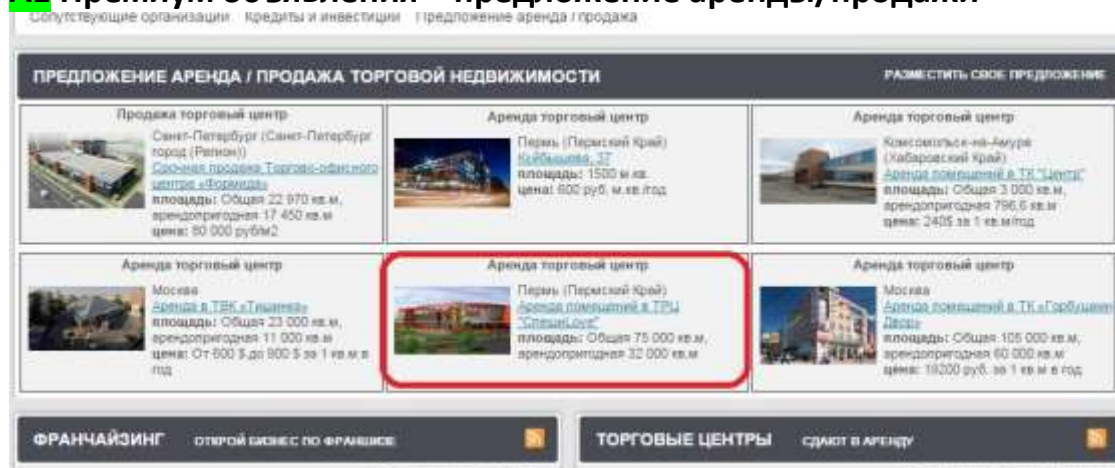 Премиум объявления – предложение аренды/продажи
Сопутствующие организации Кредиты и инвестиции Предложение аренда / продажа
ПРЕДЛОЖЕНИЕ АРЕНДА / ПРОДАЖА ТОРГОВОЙ НЕДВИЖИМОСТИ РАЗМЕСТИТЬ СВОЕ ПРЕДЛОЖЕНИЕ
Продажа торговый центр
Санкт-Петербург (Санкт-Петербург
город (Регион))
Срочная продажа Торгово-офисного
центра «Формида»
площадь: Общая 22 970 кв.м,
арендопригодная 17 450 кв.м,
цена: 80 000 руб/м2
Аренда торговый центр
Пермь (Пермский Край)
Куйбышева, 37
площадь: 1500 м.кв.
цена: 600 руб. м.кв./год
Аренда торговый центр
Комсомольск-на-Амуре
(Хабаровский Край)
Аренда помещений в ТК "Центр"
площадь: Общая 3 000 кв.м,
арендопригодная 796,6 кв.м
цена: 240$ за 1 кв.м/год
Аренда торговый центр
Москва
Аренда в ТВК «Тишинка»
площадь: Общая 23 000 кв.м,
арендопригодная 11 000 кв.м
цена: От 600 $ до 900 $ за 1 кв.м в
год
Аренда торговый центр
Пермь (Пермский Край)
Аренда помещений в ТРЦ
"СпешиLove"
площадь: Общая 75 000 кв.м,
арендопригодная 32 000 кв.м
Аренда торговый центр
Москва
Аренда помещений в ТК «Горбушкин
Двор»
площадь: Общая 105 000 кв.м,
арендопригодная 60 000 кв.м
цена: 18200 руб. за 1 кв.м в год
ФРАНЧАЙЗИНГ ОТКРОЙ БИЗНЕС ПО ФРАНШИЗЕ
ТОРГОВЫЕ ЦЕНТРЫ СДАЮТ В АРЕНДУ